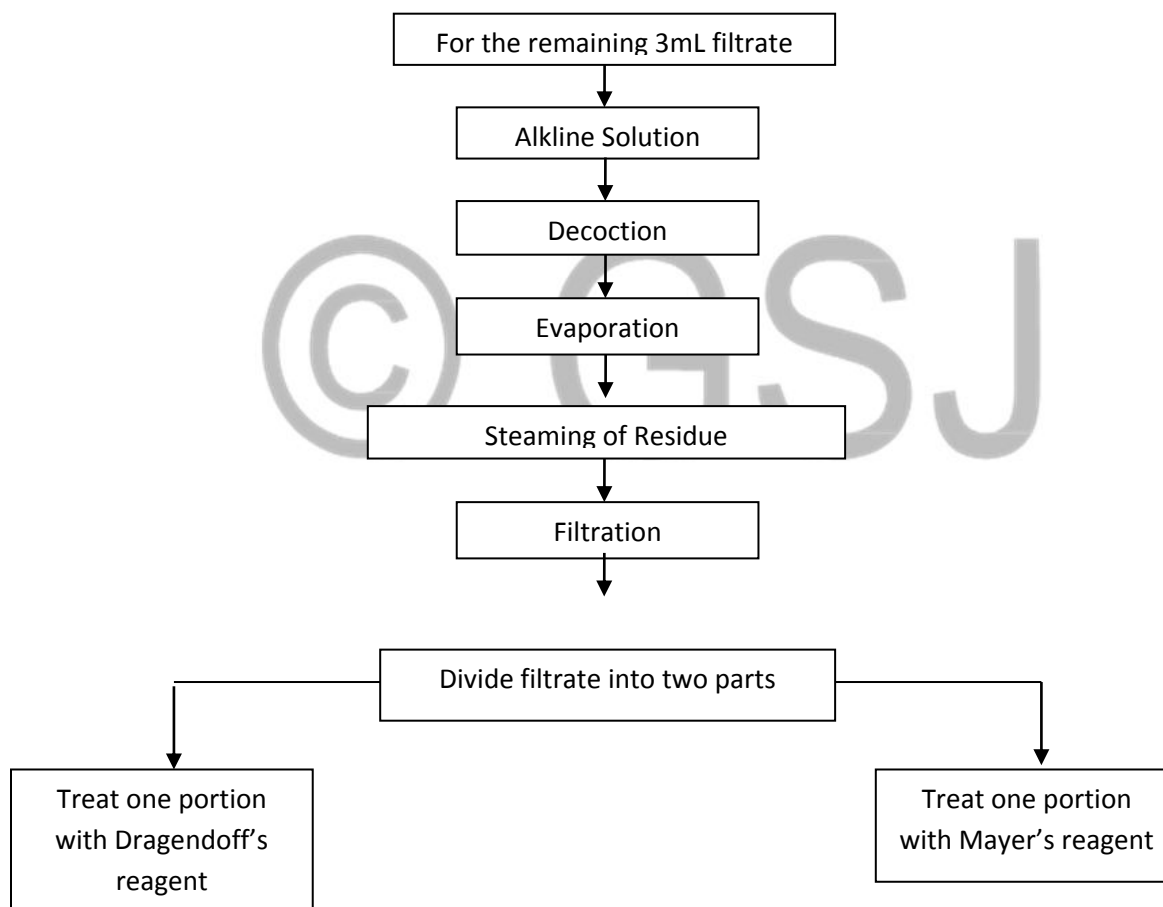 For the remaining 3mL filtrate
Alkline Solution
Decoction
© GSJ
Evaporation
Steaming of Residue
Filtration
Divide filtrate into two parts
Treat one portion
with Dragendoff’s
reagent
Treat one portion
with Mayer’s reagent